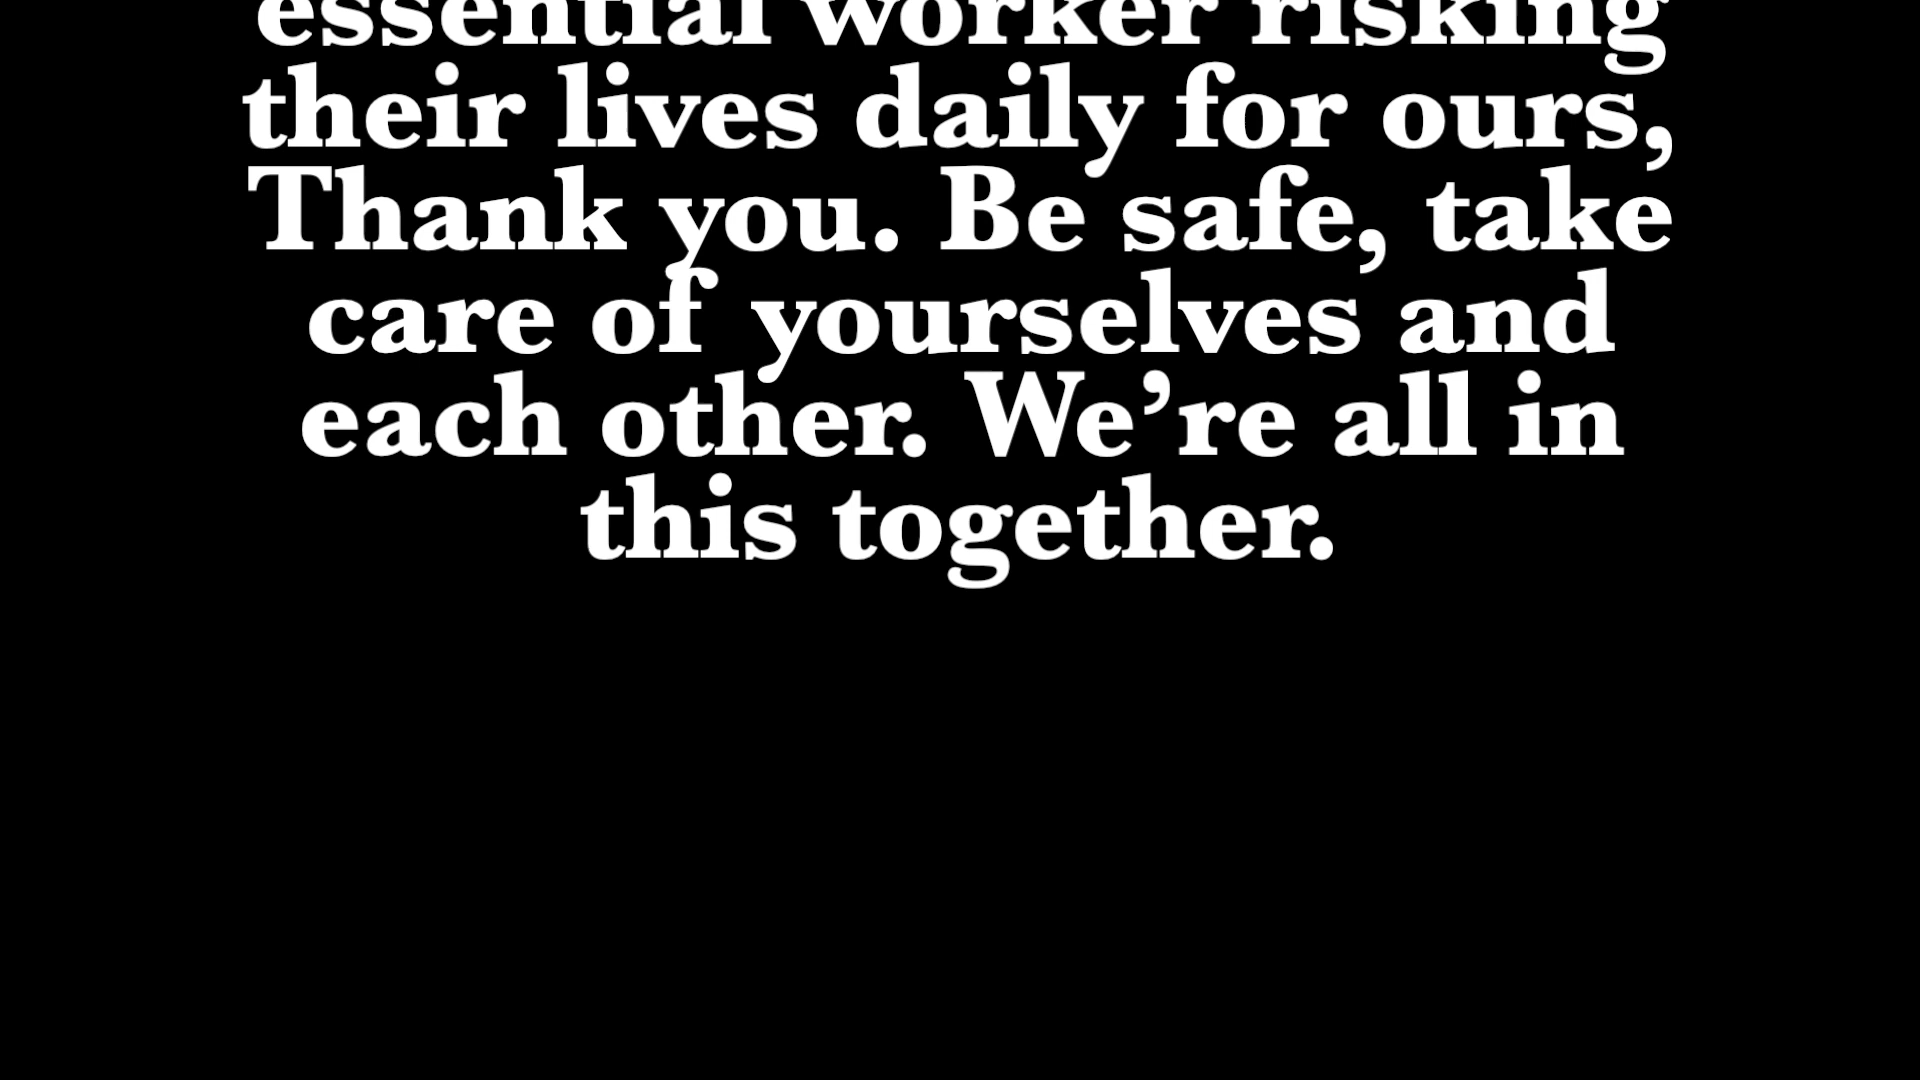 essential worker risking
their lives daily for ours,
Thank you. Be safe, take
care of yourselves and
each other. We’re all in
this together.